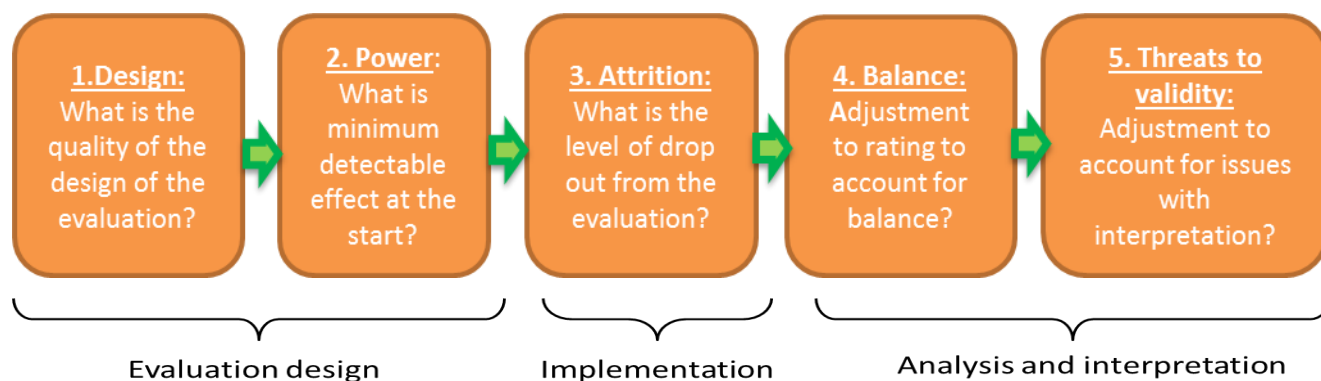 1.Design:
What is the
quality of the
design of the
evaluation?
2. Power:
What is
minimum
detectable
effect at the
start?
3. Attrition:
What is the
level of drop
out from the
evaluation?
4. Balance:
Adjustment
to rating to
account for
balance?
5. Threats to
validity:
Adjustment to
account for issues
with
interpretation?
Evaluation design
Implementation
Analysis and interpretation